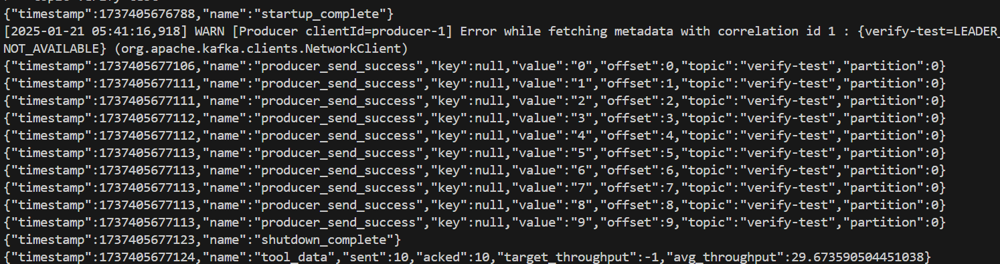 {"timestamp":1737405676788,"name":"startup_complete"}
[2025-01-21 05:41:16,918] WARN [Producer clientId=producer-1] Error while fetching metadata with correlation id 1 : {verify-test=LEADER_
NOT_AVAILABLE} (org.apache.kafka.clients.NetworkClient)
{"timestamp":1737405677106,"name":"producer_send_success","key":null,"value":"0","offset":0,"topic":"verify-test","partition":0}
{"timestamp":1737405677111,"name":"producer_send_success","key":null,"value":"1","offset":1,"topic":"verify-test","partition":0}
{"timestamp":1737405677111,"name":"producer_send_success","key":null,"value":"2","offset":2,"topic":"verify-test","partition":0}
{"timestamp":1737405677112,"name":"producer_send_success","key":null,"value":"3","offset":3,"topic":"verify-test","partition":0}
{"timestamp":1737405677112,"name":"producer_send_success","key":null,"value":"4","offset":4,"topic":"verify-test","partition":0}
{"timestamp":1737405677113,"name":"producer_send_success","key":null,"value":"5","offset":5,"topic":"verify-test","partition":0}
{"timestamp":1737405677113,"name":"producer_send_success","key":null,"value":"6","offset":6,"topic":"verify-test","partition":0}
{"timestamp":1737405677113,"name":"producer_send_success","key":null,"value":"7","offset":7,"topic":"verify-test","partition":0}
{"timestamp":1737405677113,"name":"producer_send_success","key":null,"value":"8","offset":8,"topic":"verify-test","partition":0}
{"timestamp":1737405677113,"name":"producer_send_success","key":null,"value":"9","offset":9,"topic":"verify-test","partition":0}
{"timestamp":1737405677123,"name":"shutdown_complete"}
{"timestamp":1737405677124,"name":"tool_data","sent":10,"acked":10,"target_throughput":-1,"avg_throughput":29.673590504451038}